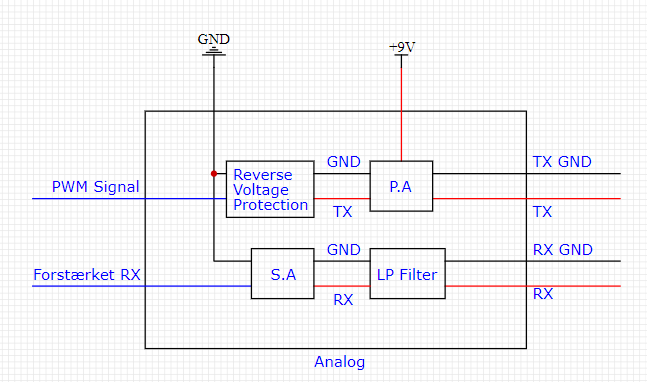 GND
+9V
PWM Signal
Reverse
Voltage
Protection
GND
TX
P.A
TX GND
TX
Forstærket RX
S.A
GND
RX
LP Filter
RX GND
RX
Analog